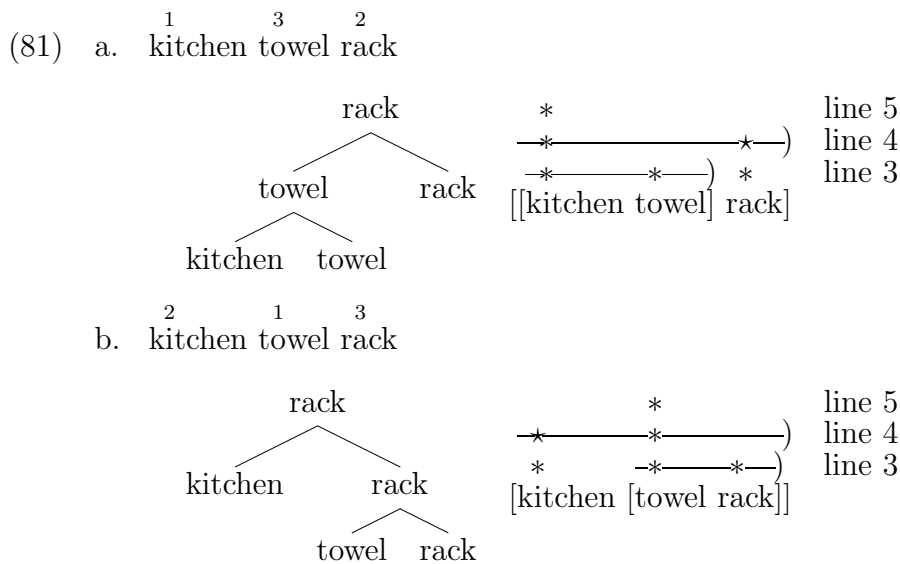 1 3 2
(81) a. kitchen towel rack
rack * line 5
* ⋆ ) line 4
towel rack * * ) * line 3
[[kitchen towel] rack]
kitchen towel
2 1 3
b. kitchen towel rack
rack * line 5
⋆ * ) line 4
kitchen rack * * * ) line 3
[kitchen [towel rack]]
towel rack